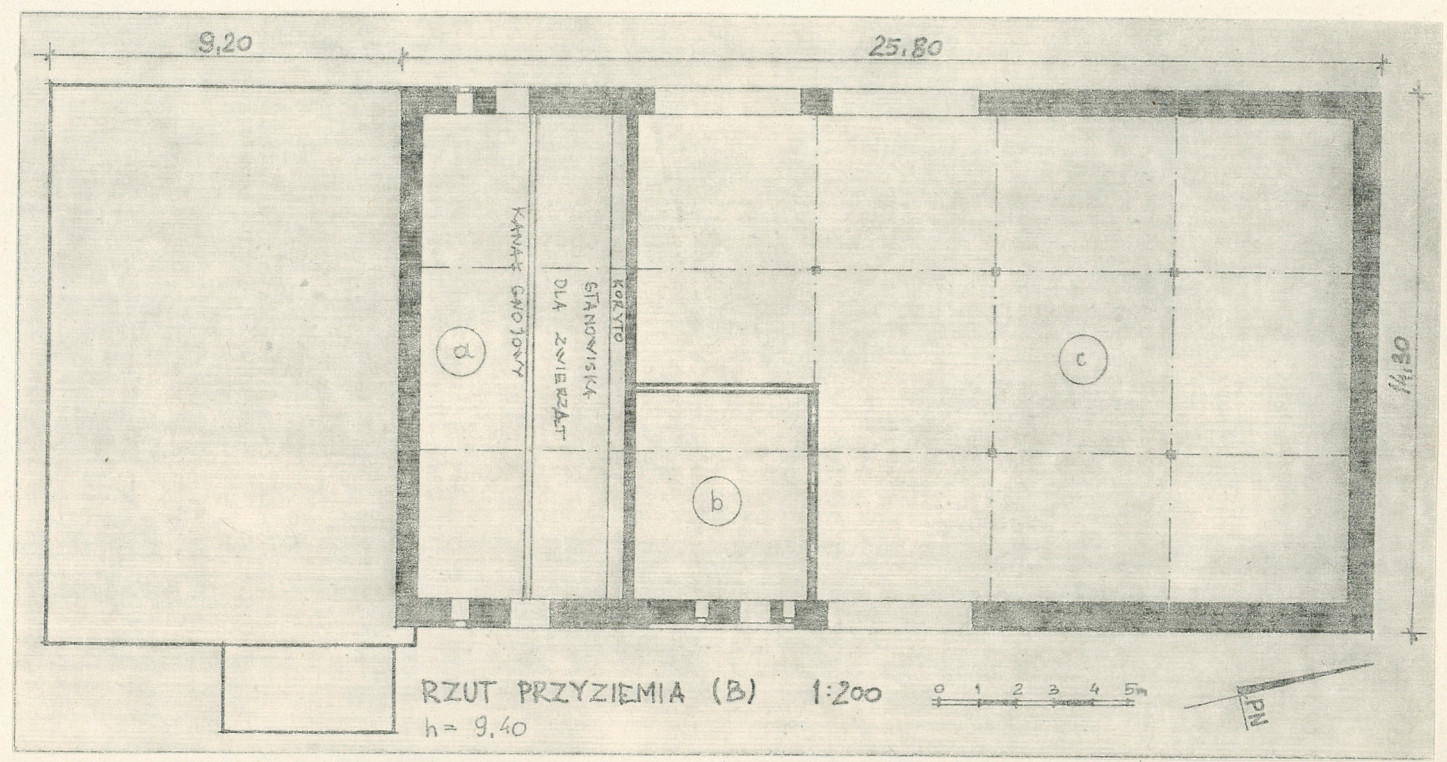 9,20
25,80
KANAŁ GNOJOWY
STANOWISKA
DLA ZWIERZĄT
KORYTO
a
b
c
14,30
RZUT PRZYZIEMIA (B) 1:200
h= 9,40
0 1 2 3 4 5m
PN